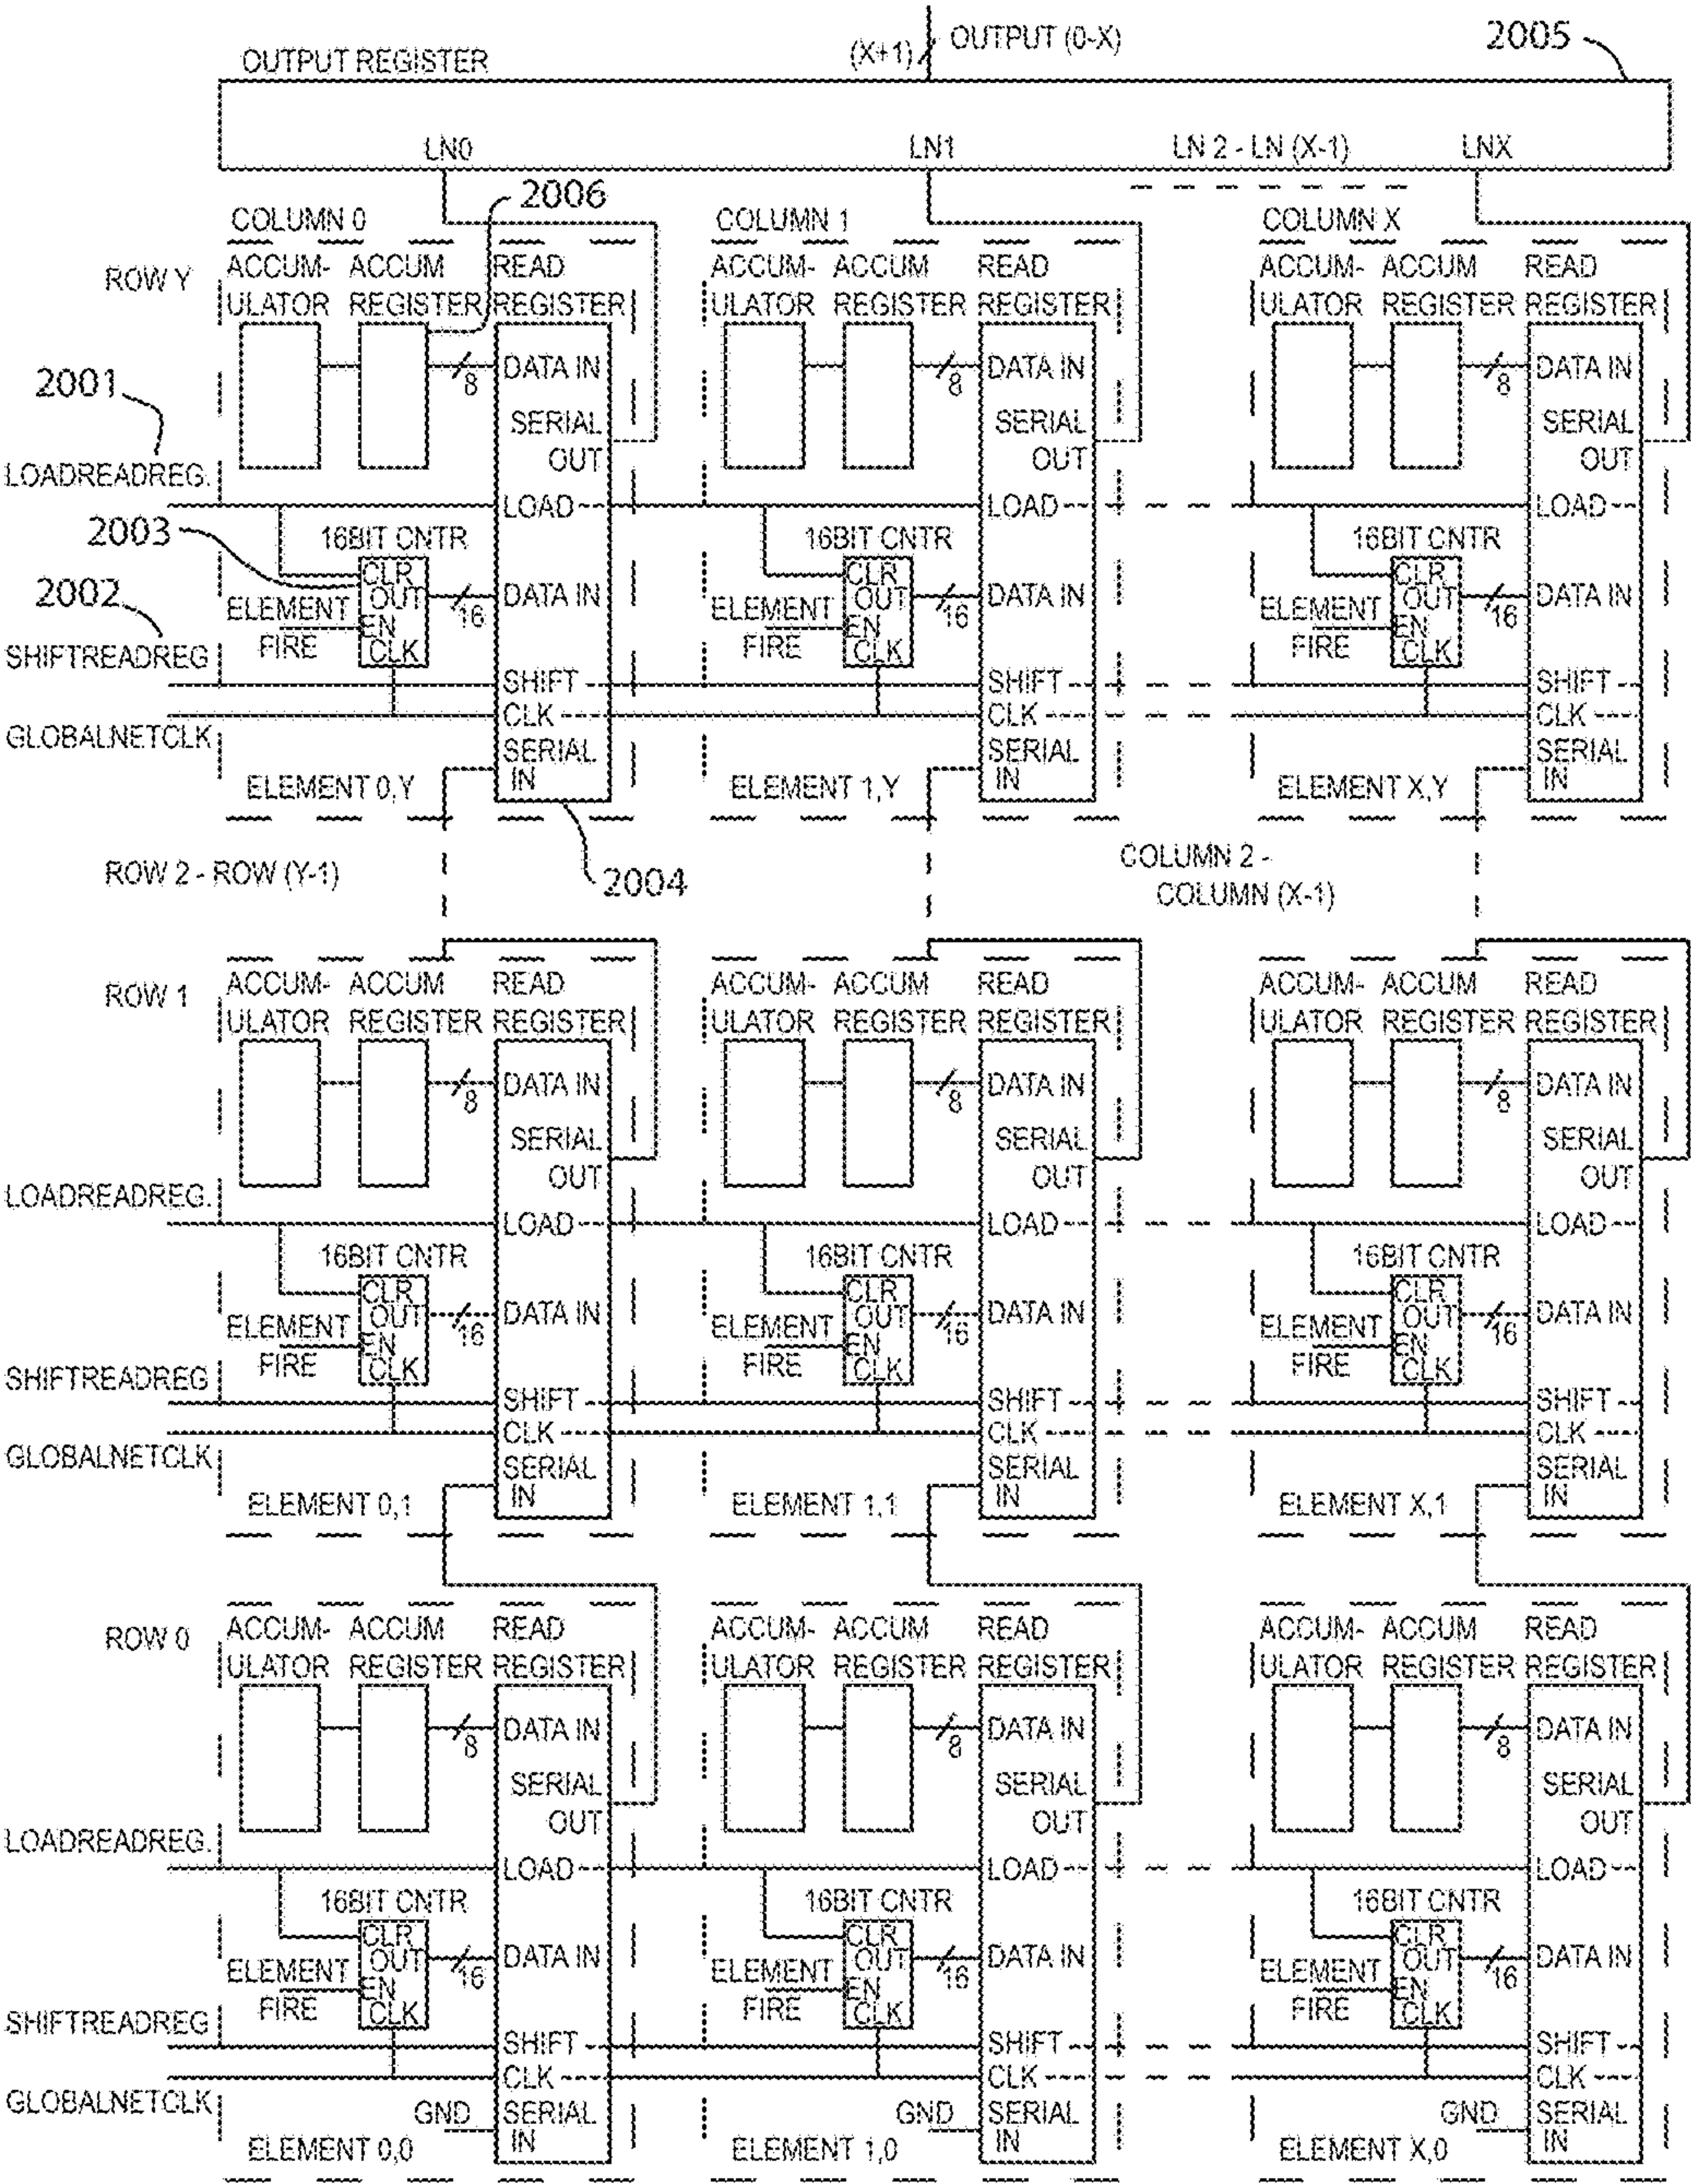 OUTPUT REGISTER
(X+1)
OUTPUT (0-X)
2005
LN0
LN1
LN 2 - LN (X-1)
LNX
2006
COLUMN 0
COLUMN 1
COLUMN X
ROW Y
ACCUM- ACCUM READ
ULATOR REGISTER REGISTER
ACCUM- ACCUM READ
ULATOR REGISTER REGISTER
ACCUM- ACCUM READ
ULATOR REGISTER REGISTER
8 DATA IN
8 DATA IN
8 DATA IN
2001
SERIAL
OUT
SERIAL
OUT
SERIAL
OUT
LOADREADREG.
LOAD
LOAD
LOAD
2003
16BIT CNTR
16BIT CNTR
16BIT CNTR
2002
ELEMENT
FIRE
CLR
OUT
EN
CLK
16 DATA IN
ELEMENT
FIRE
CLR
OUT
EN
CLK
16 DATA IN
ELEMENT
FIRE
CLR
OUT
EN
CLK
16 DATA IN
SHIFTREADREG
SHIFT
SHIFT
SHIFT
GLOBALNETCLK
CLK
CLK
CLK
SERIAL
IN
SERIAL
IN
SERIAL
IN
ELEMENT 0,Y
ELEMENT 1,Y
ELEMENT X,Y
ROW 2 - ROW (Y-1)
2004
COLUMN 2 -
COLUMN (X-1)
ROW 1
ACCUM- ACCUM READ
ULATOR REGISTER REGISTER
ACCUM- ACCUM READ
ULATOR REGISTER REGISTER
ACCUM- ACCUM READ
ULATOR REGISTER REGISTER
8 DATA IN
8 DATA IN
8 DATA IN
SERIAL
OUT
SERIAL
OUT
SERIAL
OUT
LOADREADREG.
LOAD
LOAD
LOAD
16BIT CNTR
16BIT CNTR
16BIT CNTR
ELEMENT
FIRE
CLR
OUT
EN
CLK
16 DATA IN
ELEMENT
FIRE
CLR
OUT
EN
CLK
16 DATA IN
ELEMENT
FIRE
CLR
OUT
EN
CLK
16 DATA IN
SHIFTREADREG
SHIFT
SHIFT
SHIFT
GLOBALNETCLK
CLK
CLK
CLK
SERIAL
IN
SERIAL
IN
SERIAL
IN
ELEMENT 0,1
ELEMENT 1,1
ELEMENT X,1
ROW 0
ACCUM- ACCUM READ
ULATOR REGISTER REGISTER
ACCUM- ACCUM READ
ULATOR REGISTER REGISTER
ACCUM- ACCUM READ
ULATOR REGISTER REGISTER
8 DATA IN
8 DATA IN
8 DATA IN
SERIAL
OUT
SERIAL
OUT
SERIAL
OUT
LOADREADREG.
LOAD
LOAD
LOAD
16BIT CNTR
16BIT CNTR
16BIT CNTR
ELEMENT
FIRE
CLR
OUT
EN
CLK
16 DATA IN
ELEMENT
FIRE
CLR
OUT
EN
CLK
16 DATA IN
ELEMENT
FIRE
CLR
OUT
EN
CLK
16 DATA IN
SHIFTREADREG
SHIFT
SHIFT
SHIFT
GLOBALNETCLK
CLK
CLK
CLK
GND
SERIAL
IN
GND
SERIAL
IN
GND
SERIAL
IN
ELEMENT 0,0
ELEMENT 1,0
ELEMENT X,0